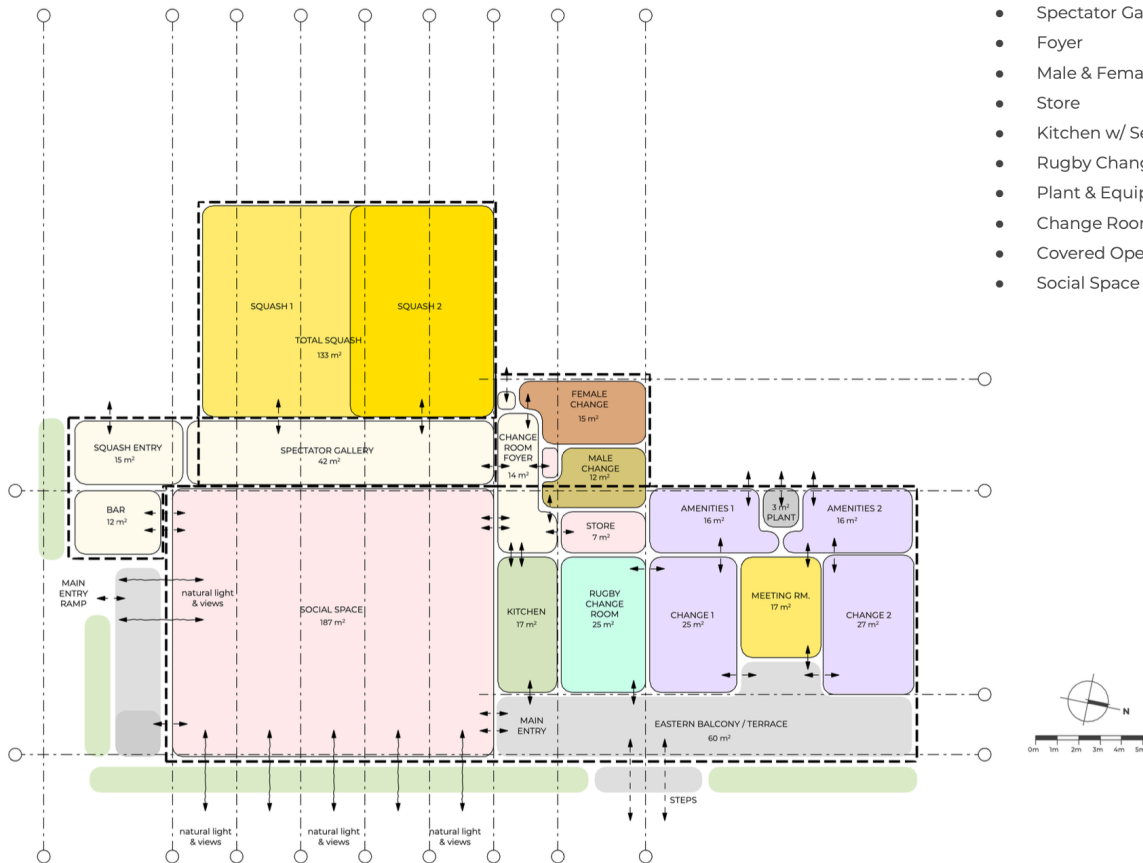 Spectator Ga
Foyer
Male & Fema
Store
Kitchen w/ Se
Rugby Chang
Plant & Equip
Change Roor
Covered Ope
Social Space
SQUASH 1
SQUASH 2
TOTAL SQUASH
133 m²
FEMALE
CHANGE
15 m²
SQUASH ENTRY
15 m²
SPECTATOR GALLERY
42 m²
CHANGE
ROOM
FOYER
14 m²
MALE
CHANGE
12 m²
BAR
12 m²
STORE
7 m²
AMENITIES 1
16 m²
3 m²
PLANT
AMENITIES 2
16 m²
MAIN
ENTRY
RAMP
natural light
& views
SOCIAL SPACE
187 m²
KITCHEN
17 m²
RUGBY
CHANGE
ROOM
25 m²
CHANGE 1
25 m²
MEETING RM.
17 m²
CHANGE 2
27 m²
MAIN
ENTRY
EASTERN BALCONY / TERRACE
60 m²
STEPS
natural light
& views
natural light
& views
natural light
& views
N
0m 1m 2m 3m 4m 5m